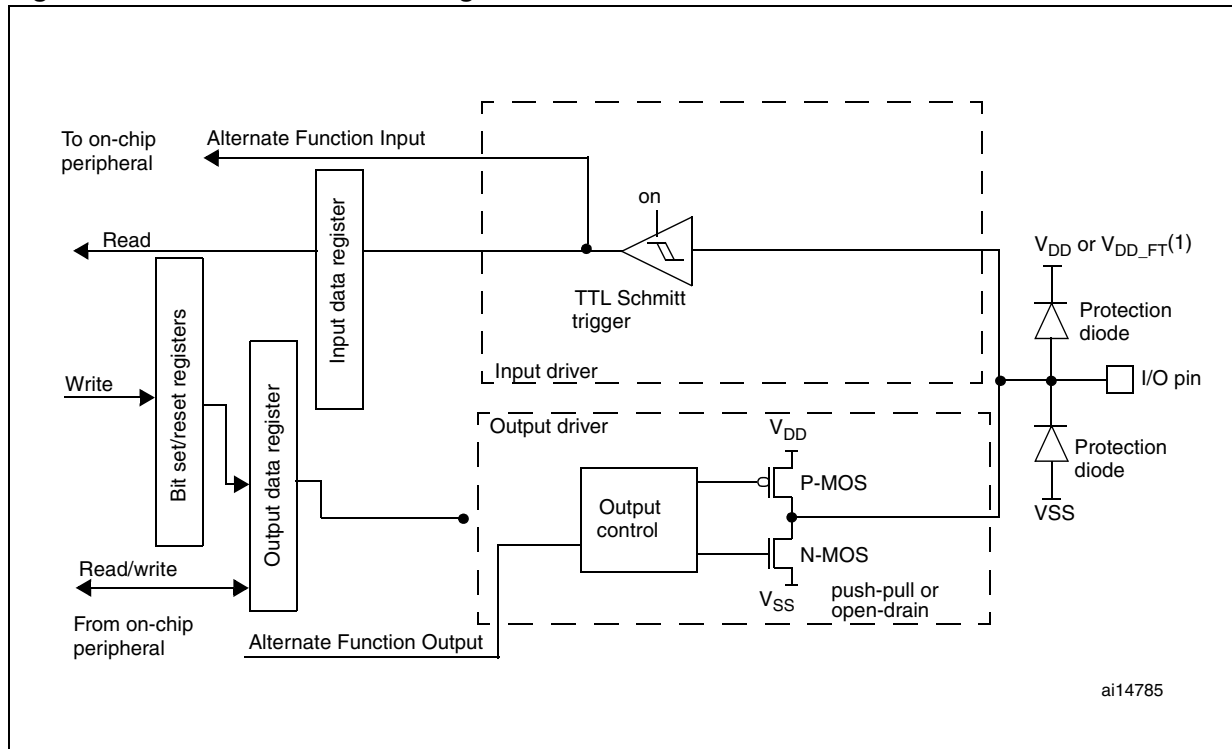 To on-chip
peripheral
Alternate Function Input
on
Read
V_DD or V_DD_FT(1)
TTL Schmitt
trigger
Protection
diode
Input data register
Bit set/reset registers
Input driver
Write
I/O pin
Output data register
Output driver
V_DD
Protection
diode
P-MOS
Output
control
VSS
N-MOS
Read/write
V_SS
push-pull or
open-drain
From on-chip
peripheral
Alternate Function Output
ai14785